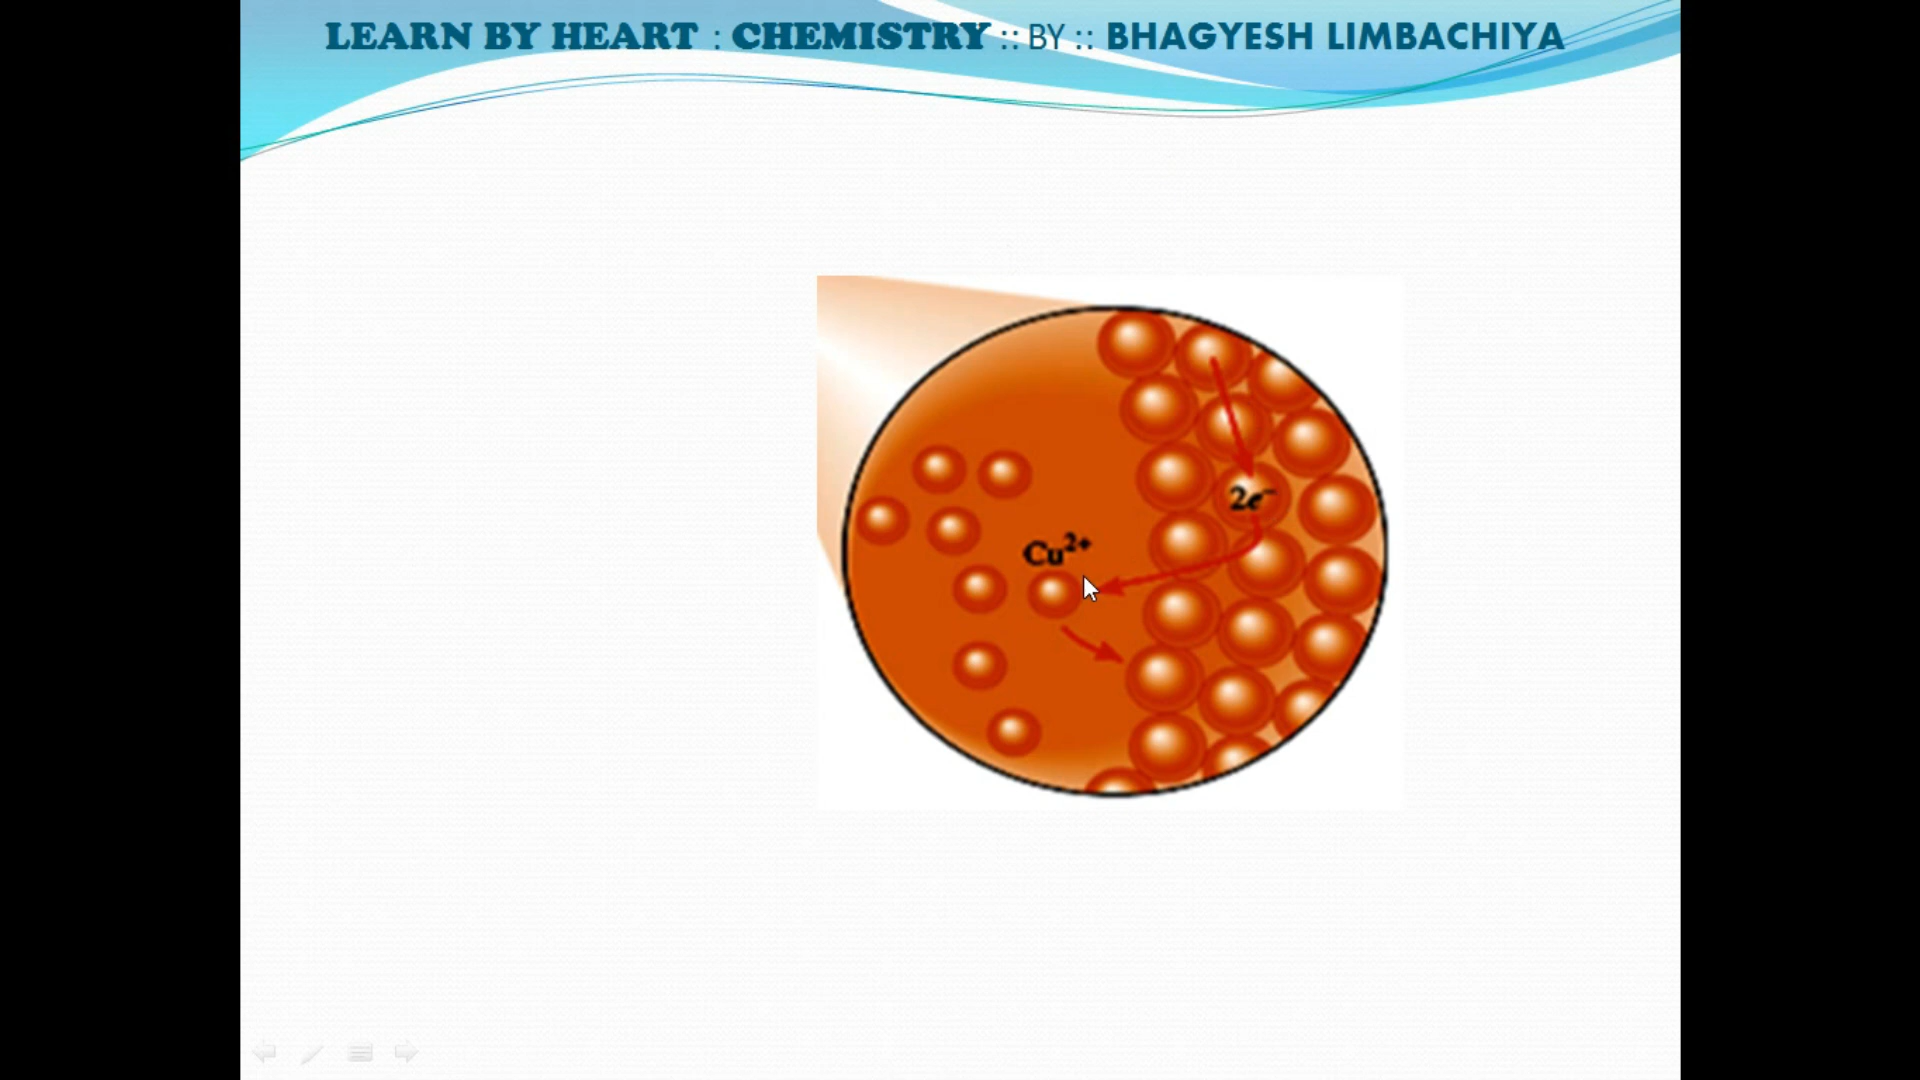 LEARN BY HEART : CHEMISTRY :: BY :: BHAGYESH LIMBACHIYA
2e⁻
Cu²⁺